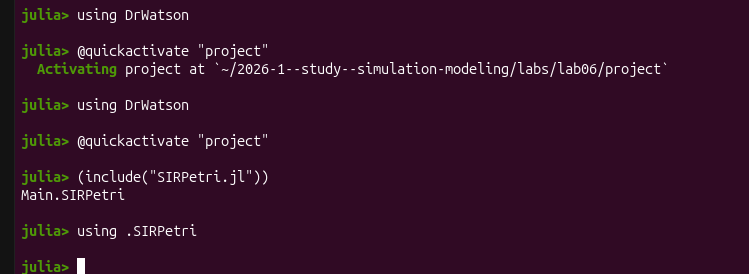 julia> using DrWatson
julia> @quickactivate "project"
  Activating project at `~/2026-1--study--simulation-modeling/labs/lab06/project`
julia> using DrWatson
julia> @quickactivate "project"
julia> (include("SIRPetri.jl"))
Main.SIRPetri
julia> using .SIRPetri
julia>